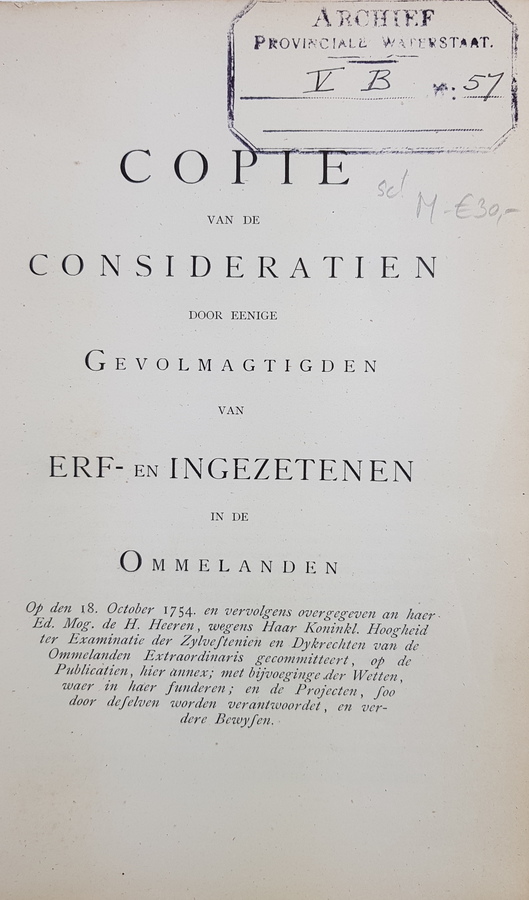 ARCHIEF
PROVINCIALE WATERSTAAT.
V B No: 57
COPIE
M - €30,-
VAN DE
CONSIDERATIEN
DOOR EENIGE
GEVOLMAGTIGDEN
VAN
ERF- EN INGEZETENEN
IN DE
OMMELANDEN
Op den 18. October 1754. en vervolgens overgegeven an haer
Ed. Mog. de H. Heeren, wegens Haar Koninkl. Hoogheid
ter Examinatie der Zylveſtenien en Dykrechten van de
Ommelanden Extraordinaris gecommitteert, op de
Publicatien, hier annex; met bijvoeginge der Wetten,
waer in haer funderen; en de Projecten, ſoo
door deſelven worden verantwoordet, en ver-
dere Bewyſen.